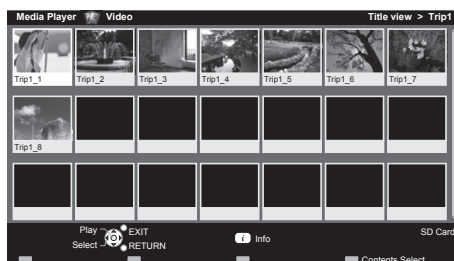 Media Player Video Title view > Trip1
Trip1_1 Trip1_2 Trip1_3 Trip1_4 Trip1_5 Trip1_6 Trip1_7
Trip1_8
Play EXIT
Select RETURN
i Info
SD Card
Contents Select